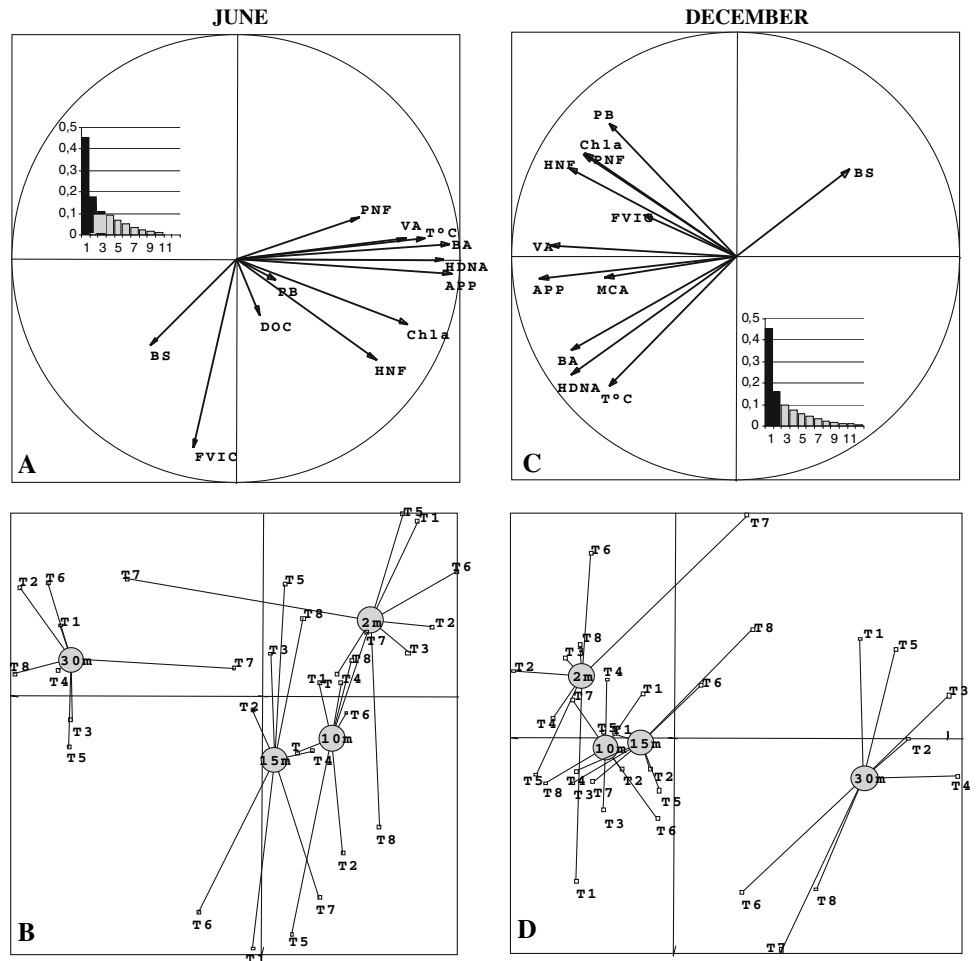 JUNE
DECEMBER
0,5
0,4
0,3
0,2
0,1
0
1 3 5 7 9 11
PNF
VA
T°C
BA
HDNA
APP
PB
DOC
Chla
HNF
BS
FVIC
A
PB
Chla
PNF
HNF
BS
FVIC
VA
APP
MCA
BA
HDNA
T°C
0,5
0,4
0,3
0,2
0,1
0
1 3 5 7 9 11
C
T5
T1
T2
T6
T7
T5
T6
T8
2m
T2
T1
T7
T3
T3
T8
30m
T8
T7
T4
T1
T
T4
T2
T6
T3
10m
T
T5
15m
T4
T8
T2
T7
T6
T5
B
T7
T6
T8
T8
T1
T5
T3
T2
2m
T4
T6
T3
T7
T1
T4
T5
T1
T2
10m
15m
T5
T4
T2
30m
T4
T8
T3
T7
T5
T3
T6
T1
T6
T8
T7
D